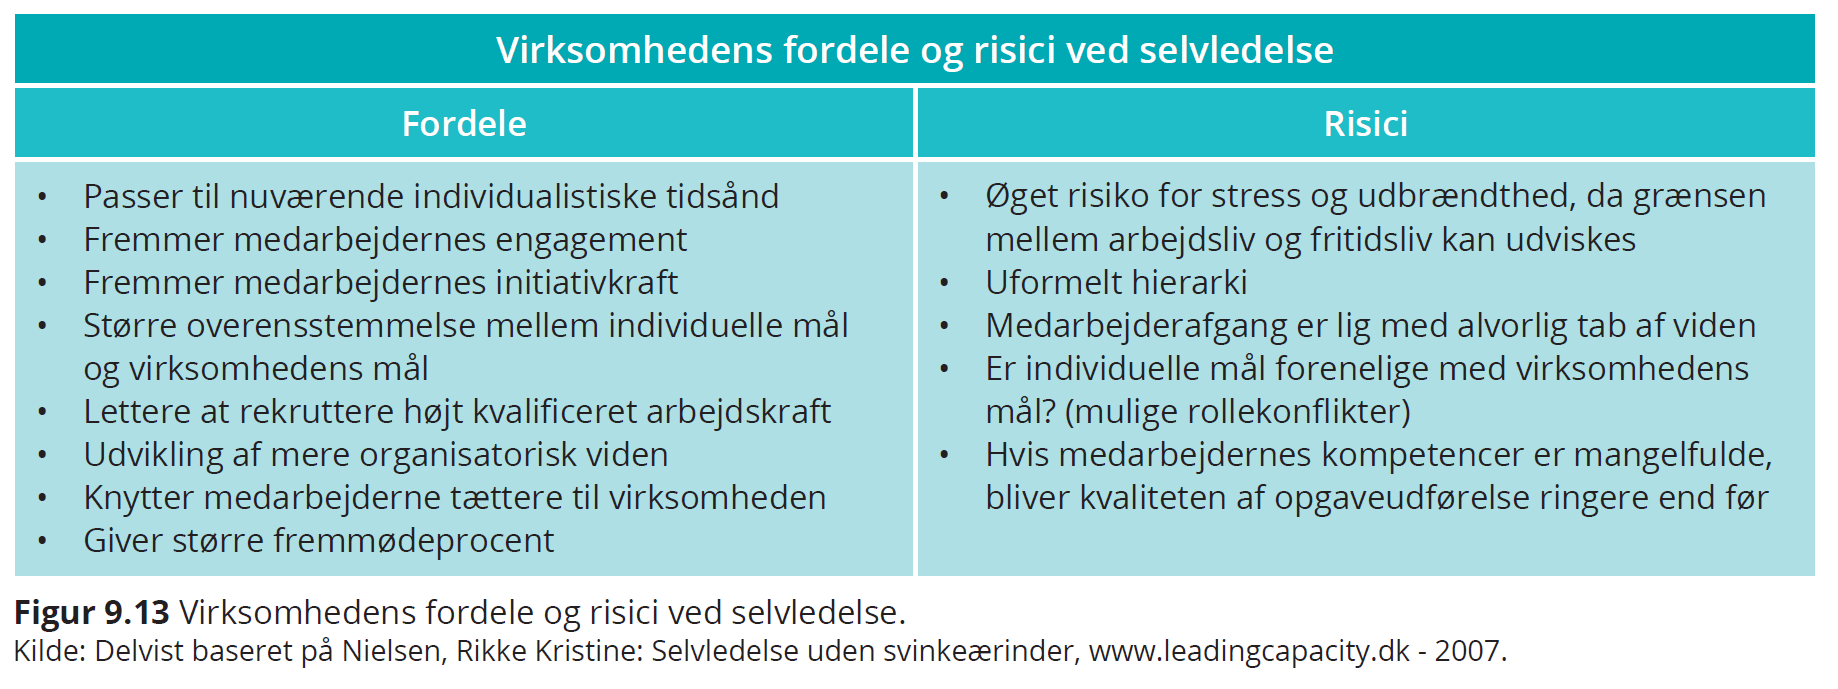 Virksomhedens fordele og risici ved selvledelse
Fordele
• Passer til nuværende individualistiske tidsånd
• Fremmer medarbejdernes engagement
• Fremmer medarbejdernes initiativkraft
• Større overensstemmelse mellem individuelle mål
og virksomhedens mål
• Lettere at rekruttere højt kvalificeret arbejdskraft
• Udvikling af mere organisatorisk viden
• Knytter medarbejderne tættere til virksomheden
• Giver større fremmødeprocent
Risici
• Øget risiko for stress og udbrændthed, da grænsen
mellem arbejdsliv og fritidsliv kan udviskes
• Uformelt hierarki
• Medarbejderafgang er lig med alvorlig tab af viden
• Er individuelle mål forenelige med virksomhedens
mål? (mulige rollekonflikter)
• Hvis medarbejdernes kompetencer er mangelfulde,
bliver kvaliteten af opgaveudførelse ringere end før
Figur 9.13 Virksomhedens fordele og risici ved selvledelse.
Kilde: Delvist baseret på Nielsen, Rikke Kristine: Selvledelse uden svinkeærinder, www.leadingcapacity.dk - 2007.